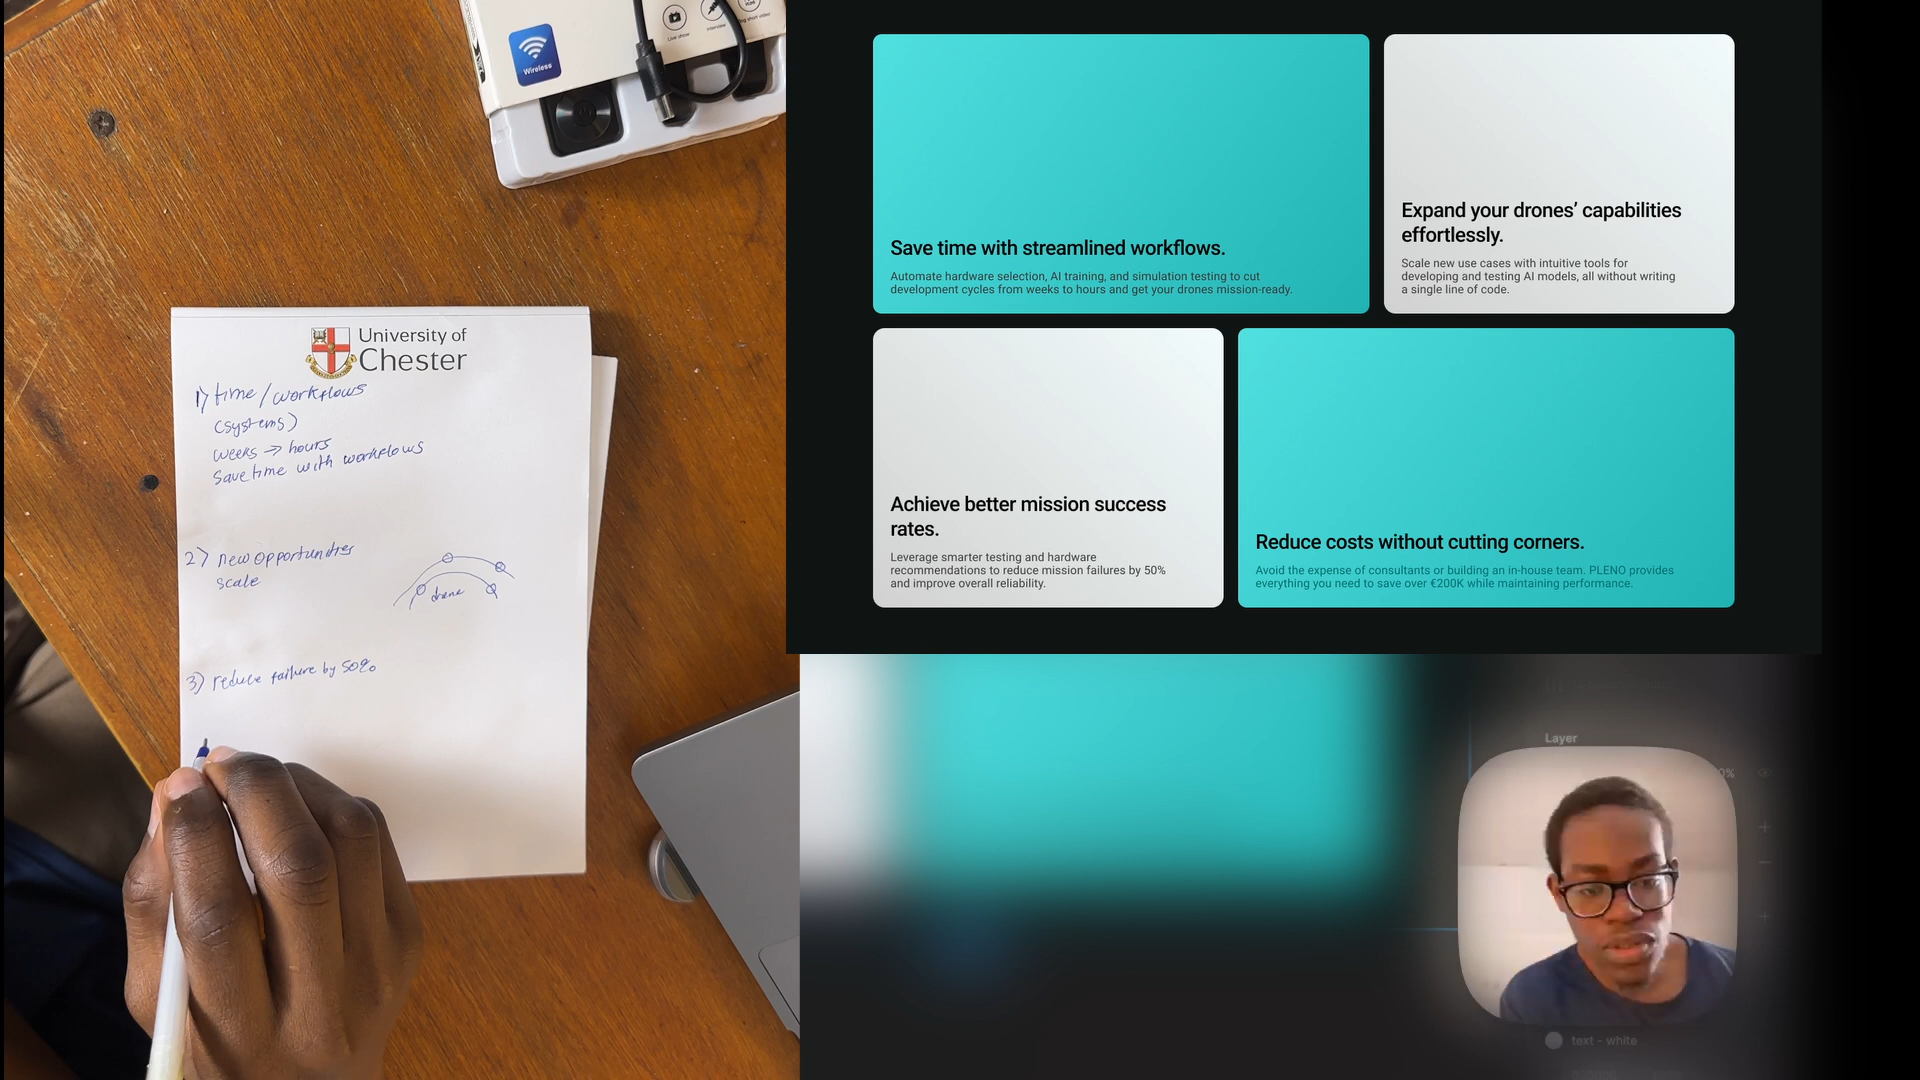 Wireless
Live show
Interview
University of
Chester
1) time/workflows
(systems)
weeks → hours
Save time with workflows
2) new opportunities
scale
drone
3) reduce failure by 50%
Save time with streamlined workflows.
Automate hardware selection, AI training, and simulation testing to cut
development cycles from weeks to hours and get your drones mission-ready.
Expand your drones’ capabilities
effortlessly.
Scale new use cases with intuitive tools for
developing and testing AI models, all without writing
a single line of code.
Achieve better mission success
rates.
Leverage smarter testing and hardware
recommendations to reduce mission failures by 50%
and improve overall reliability.
Reduce costs without cutting corners.
Avoid the expense of consultants or building an in-house team. PLENO provides
everything you need to save over €200K while maintaining performance.
Layer
text - white